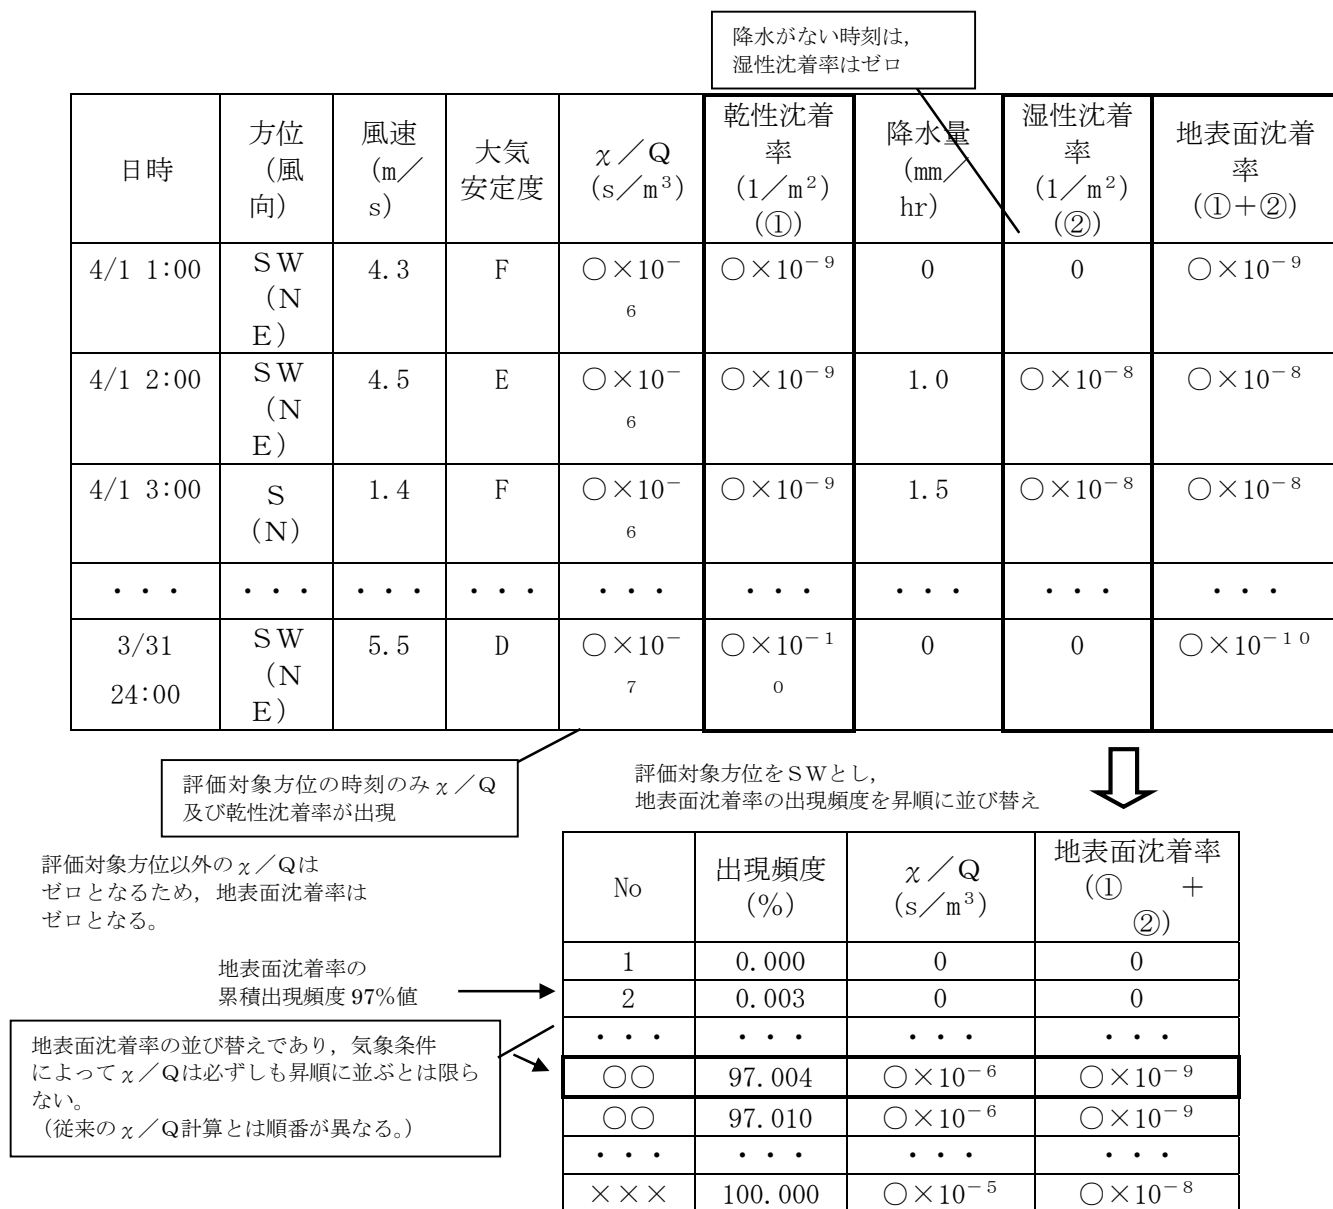 降水がない時刻は，
湿性沈着率はゼロ
日時
方位
（風
向）
風速
（m／
s）
大気
安定度
χ／Q
（s／m³）
乾性沈着
率
（1／m²）
（①）
降水量
（mm／
hr）
湿性沈着
率
（1／m²）
（②）
地表面沈着
率
（①＋②）
4/1 1:00
ＳＷ
（Ｎ
Ｅ）
4.3
F
○×10⁻
⁶
○×10⁻⁹
0
0
○×10⁻⁹
4/1 2:00
ＳＷ
（Ｎ
Ｅ）
4.5
E
○×10⁻
⁶
○×10⁻⁹
1.0
○×10⁻⁸
○×10⁻⁸
4/1 3:00
Ｓ
（Ｎ）
1.4
F
○×10⁻
⁶
○×10⁻⁹
1.5
○×10⁻⁸
○×10⁻⁸
・・・
・・・
・・・
・・・
・・・
・・・
・・・
・・・
・・・
3/31
24:00
ＳＷ
（Ｎ
Ｅ）
5.5
D
○×10⁻
⁷
○×10⁻¹
⁰
0
0
○×10⁻¹⁰
評価対象方位の時刻のみχ／Q
及び乾性沈着率が出現
評価対象方位をＳＷとし，
地表面沈着率の出現頻度を昇順に並び替え
評価対象方位以外のχ／Qは
ゼロとなるため，地表面沈着率は
ゼロとなる。
地表面沈着率の
累積出現頻度 97％値
地表面沈着率の並び替えであり，気象条件
によってχ／Qは必ずしも昇順に並ぶとは限ら
ない。
（従来のχ／Q計算とは順番が異なる。）
No
出現頻度
（%）
χ／Q
（s／m³）
地表面沈着率
（①　　＋
②）
1
0.000
0
0
2
0.003
0
0
・・・
・・・
・・・
・・・
○○
97.004
○×10⁻⁶
○×10⁻⁹
○○
97.010
○×10⁻⁶
○×10⁻⁹
・・・
・・・
・・・
・・・
×××
100.000
○×10⁻⁵
○×10⁻⁸